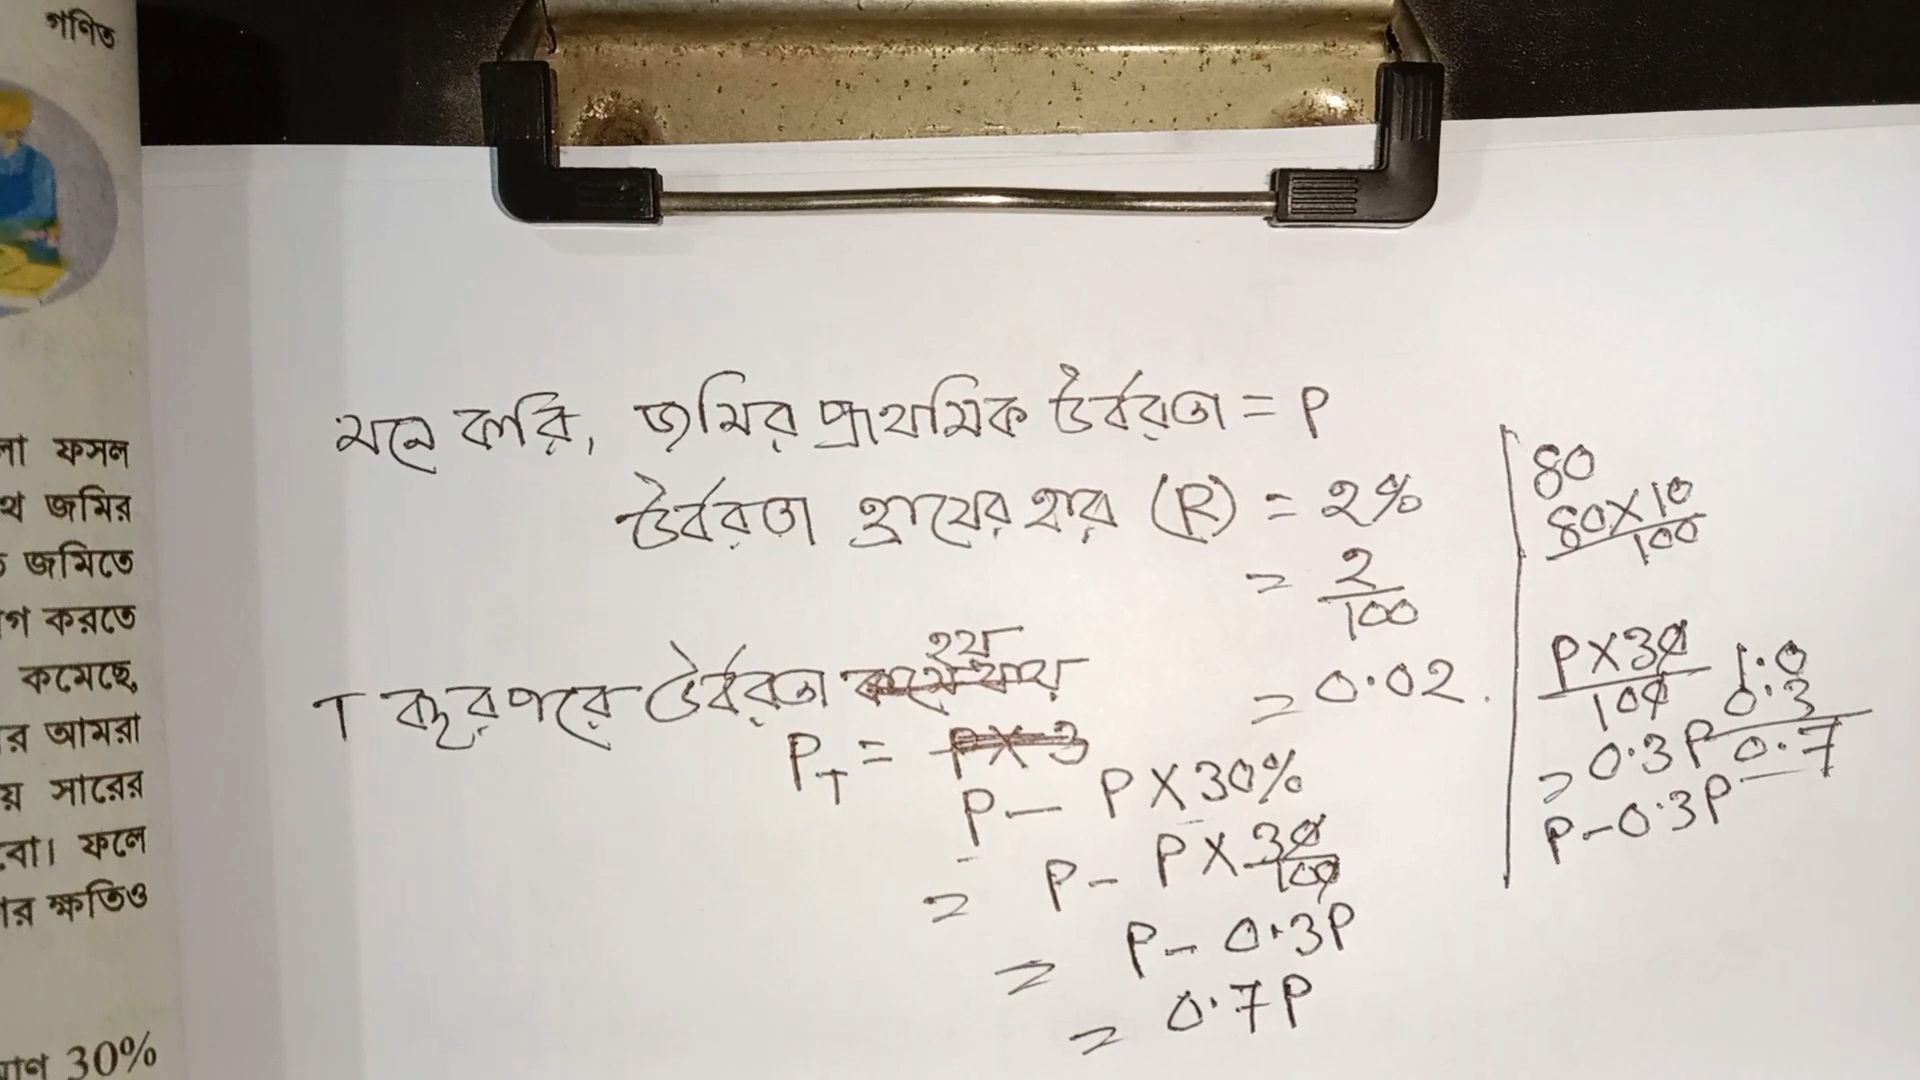 গণিত
ফসল
জমির
জমিতে
করতে
কমেছে,
আমরা
সারের
ফলে
ক্ষতিও
30%
মনে করি, জমির প্রাথমিক উর্বরতা = P
উর্বরতা হ্রাসের হার (R) = 2%
= 2/100
= 0.02.
T বছর পরে উর্বরতা হয়
P_T = P × 3
P - P × 30%
= P - P × 30/100
= P - 0.3P
= 0.7P
80
80 × 10/100
P × 30/100
= 0.3P
P - 0.3P
1.0
0.3
0.7